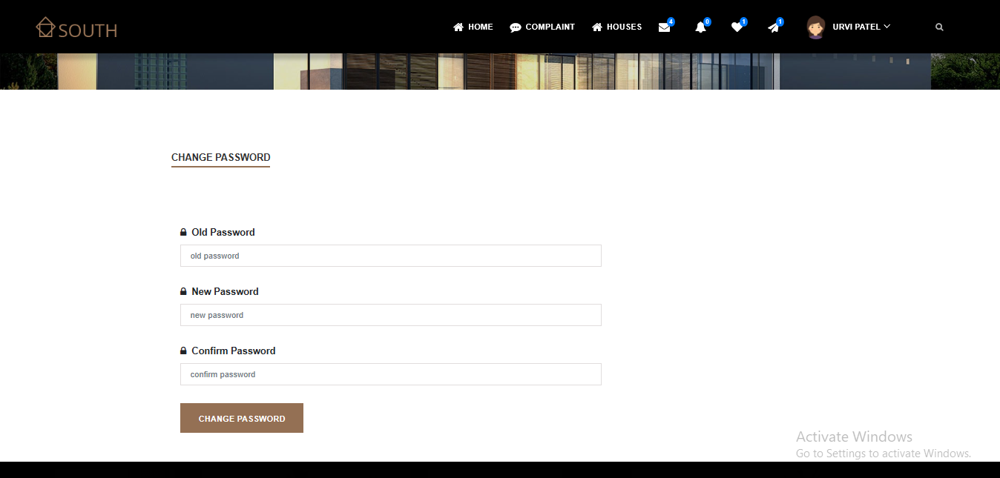 SOUTH
HOME COMPLAINT HOUSES 4 0 1 1 URVI PATEL
CHANGE PASSWORD
Old Password
old password
New Password
new password
Confirm Password
confirm password
CHANGE PASSWORD
Activate Windows
Go to Settings to activate Windows.